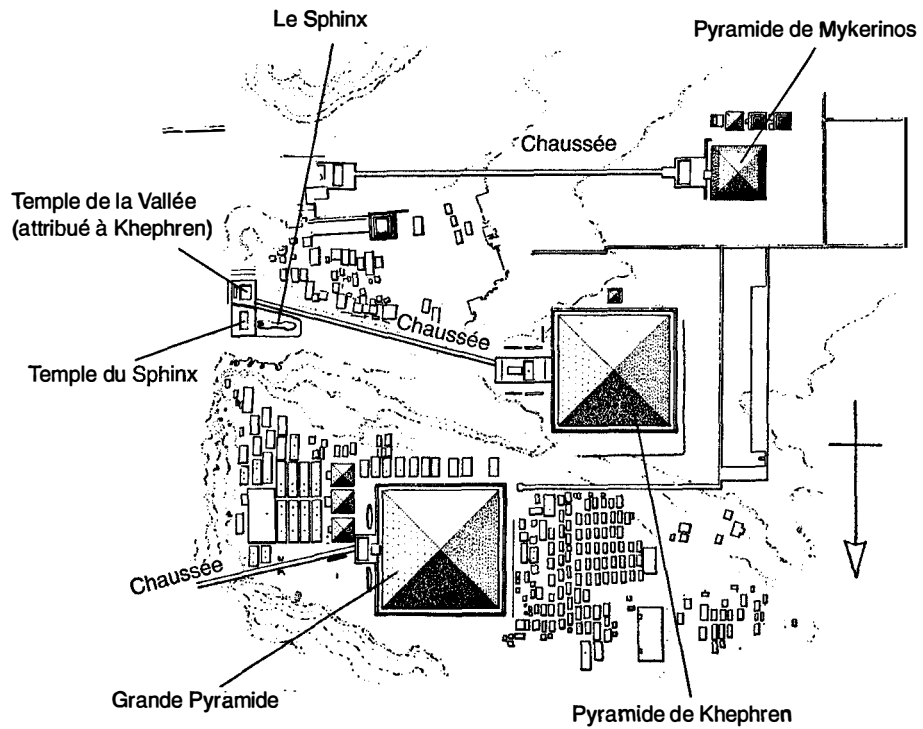 Le Sphinx
Pyramide de Mykerinos
Chaussée
Temple de la Vallée
(attribué à Khephren)
Chaussée
Temple du Sphinx
Chaussée
Grande Pyramide
Pyramide de Khephren